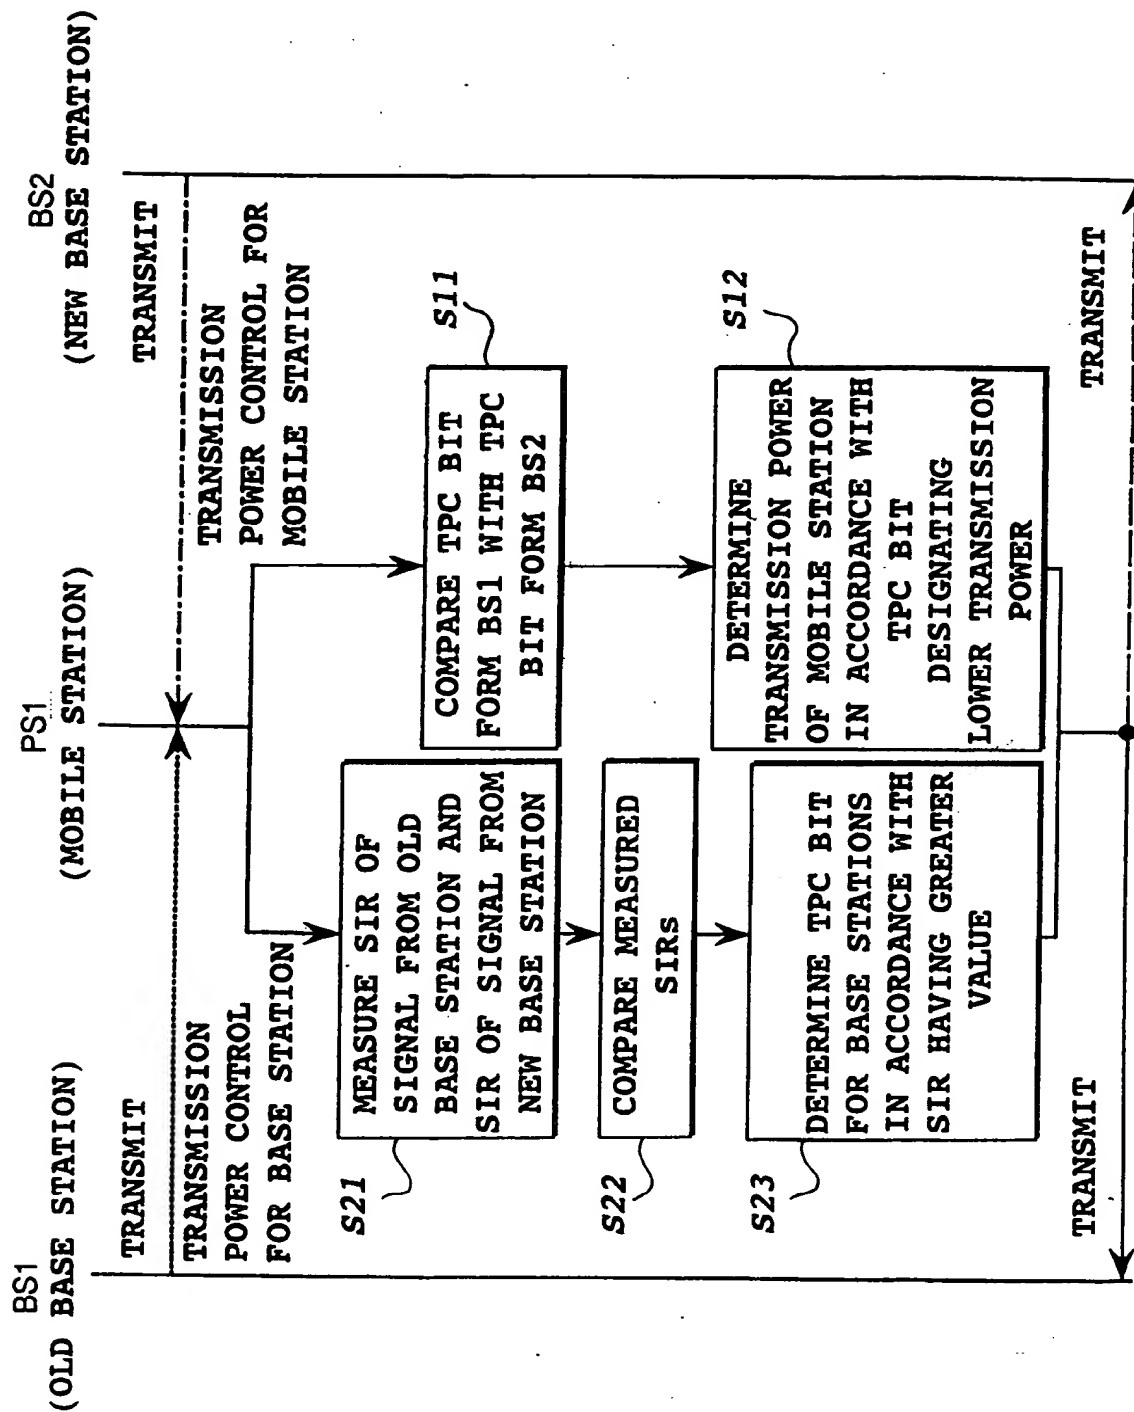 BS1
(OLD BASE STATION)
PS1
(MOBILE STATION)
BS2
(NEW BASE STATION)
TRANSMIT
TRANSMIT
TRANSMISSION
POWER CONTROL
FOR BASE STATION
TRANSMISSION
POWER CONTROL FOR
MOBILE STATION
S21
MEASURE SIR OF
SIGNAL FROM OLD
BASE STATION AND
SIR OF SIGNAL FROM
NEW BASE STATION
S11
COMPARE TPC BIT
FORM BS1 WITH TPC
BIT FORM BS2
S22
COMPARE MEASURED
SIRs
S23
DETERMINE TPC BIT
FOR BASE STATIONS
IN ACCORDANCE WITH
SIR HAVING GREATER
VALUE
S12
DETERMINE
TRANSMISSION POWER
OF MOBILE STATION
IN ACCORDANCE WITH
TPC BIT
DESIGNATING
LOWER TRANSMISSION
POWER
TRANSMIT
TRANSMIT